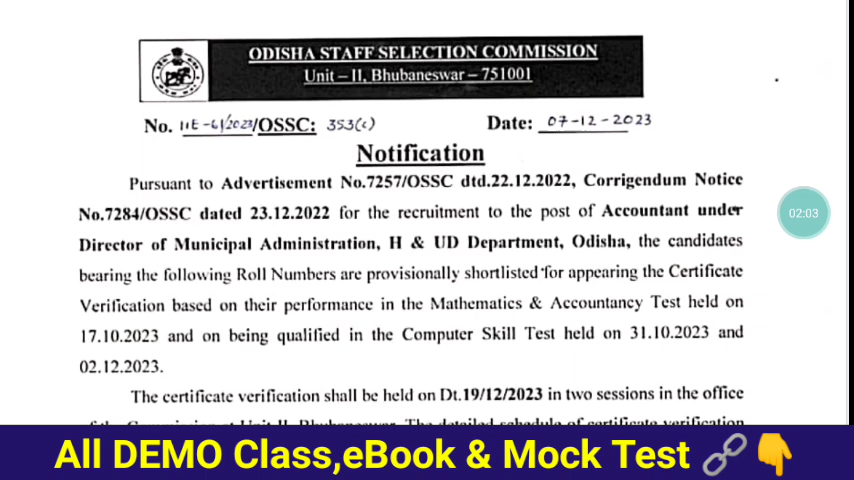 ODISHA STAFF SELECTION COMMISSION
Unit – II, Bhubaneswar – 751001
No. IIE-61/2023/OSSC: 353(c) Date: 07-12-2023
Notification
Pursuant to Advertisement No.7257/OSSC dtd.22.12.2022, Corrigendum Notice
No.7284/OSSC dated 23.12.2022 for the recruitment to the post of Accountant under
Director of Municipal Administration, H & UD Department, Odisha, the candidates
bearing the following Roll Numbers are provisionally shortlisted for appearing the Certificate
Verification based on their performance in the Mathematics & Accountancy Test held on
17.10.2023 and on being qualified in the Computer Skill Test held on 31.10.2023 and
02.12.2023.
02:03
The certificate verification shall be held on Dt.19/12/2023 in two sessions in the office
All DEMO Class,eBook & Mock Test